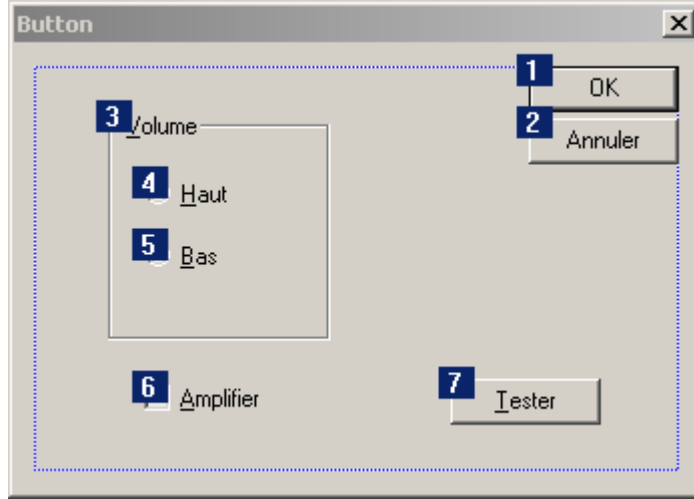 Button
1 OK
2 Annuler
3 Volume
4 Haut
5 Bas
6 Amplifier
7 Tester